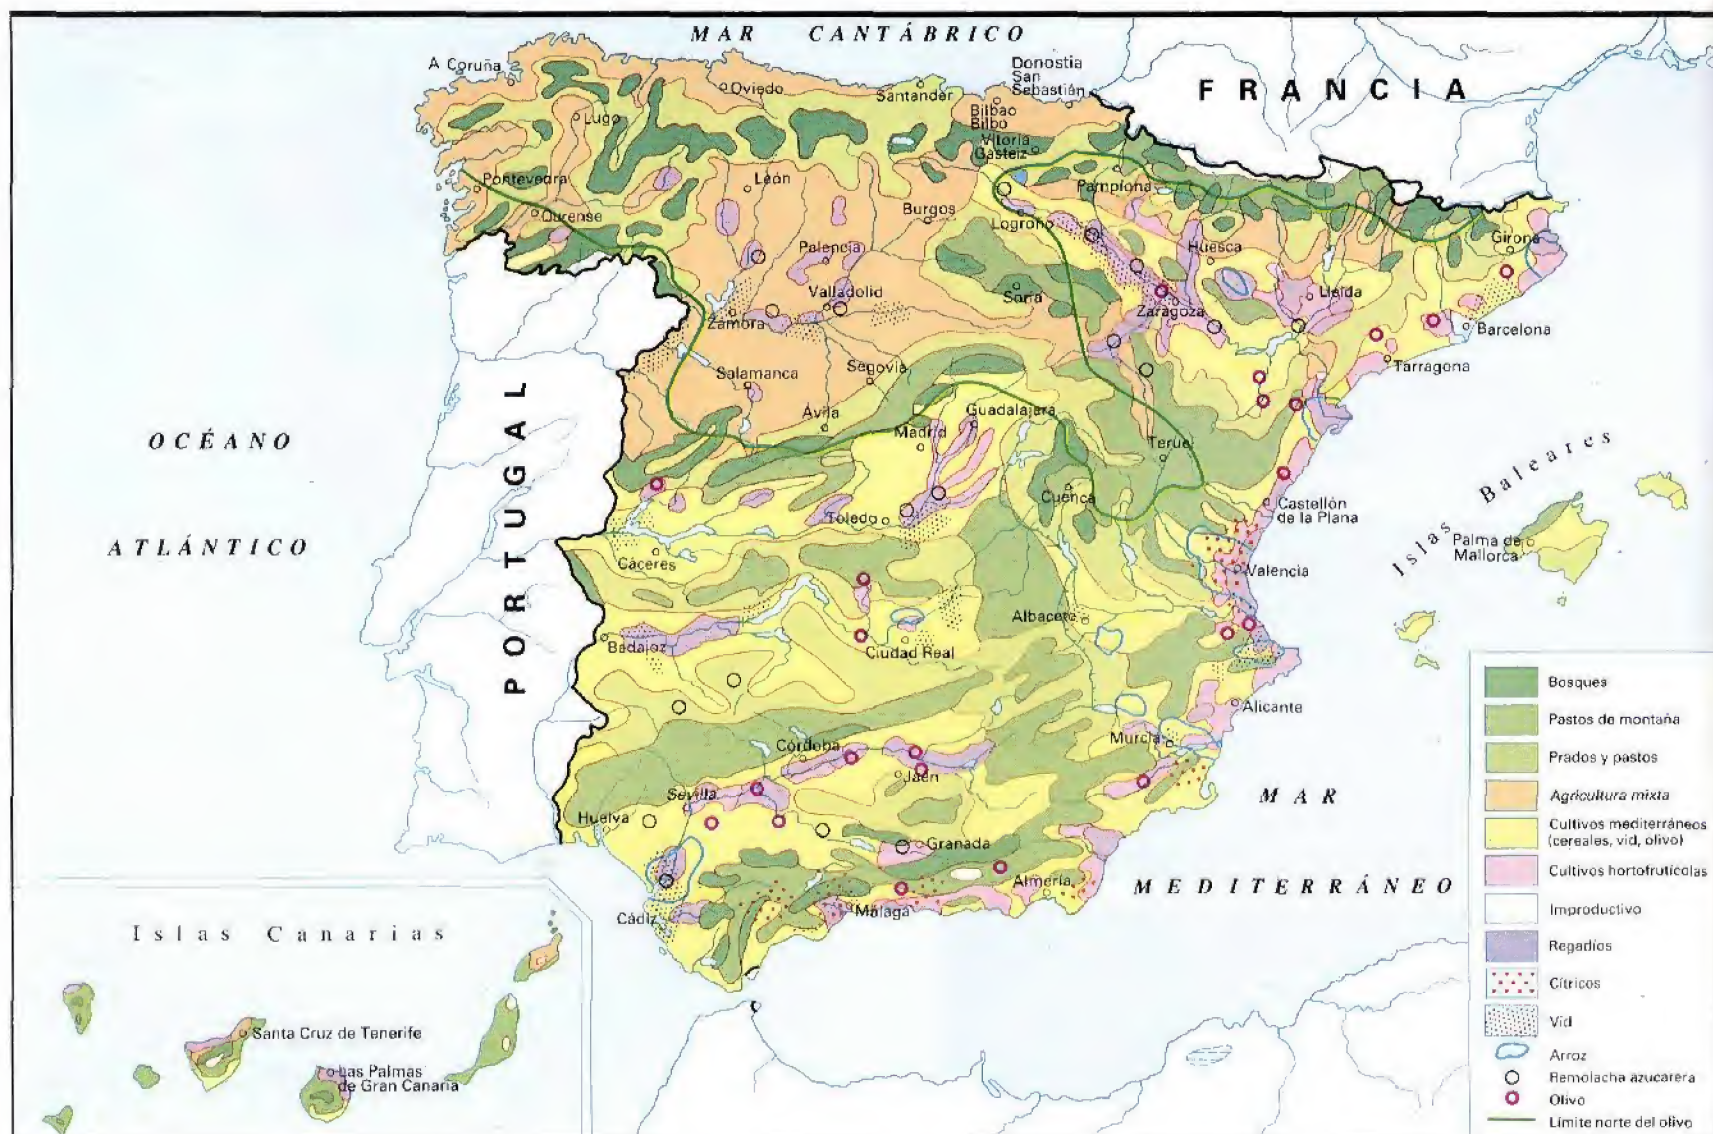 MAR CANTÁBRICO
FRANCIA
A Coruña
Oviedo
Santander
Donostia
San
Sebastián
Bilbao
Bilbo
Lugo
Vitoria
Gasteiz
Pontevedra
León
Pamplona
Ourense
Burgos
Logroño
Palencia
Huesca
Girona
Valladolid
Soria
Lleida
Zamora
Zaragoza
Barcelona
Salamanca
Segovia
Tarragona
Ávila
Guadalajara
Madrid
Teruel
OCÉANO
ATLÁNTICO
PORTUGAL
Cuenca
Castellón
de la Plana
Islas Baleares
Toledo
Palma de
Mallorca
Cáceres
Valencia
Albacete
Badajoz
Ciudad Real
Alicante
Murcia
Córdoba
Jaén
Sevilla
Huelva
Granada
Almería
Málaga
Cádiz
MAR
MEDITERRÁNEO
Islas Canarias
Santa Cruz de Tenerife
Las Palmas
de Gran Canaria
Bosques
Pastos de montaña
Prados y pastos
Agricultura mixta
Cultivos mediterráneos
(cereales, vid, olivo)
Cultivos hortofrutícolas
Improductivo
Regadíos
Cítricos
Vid
Arroz
Remolacha azucarera
Olivo
Límite norte del olivo